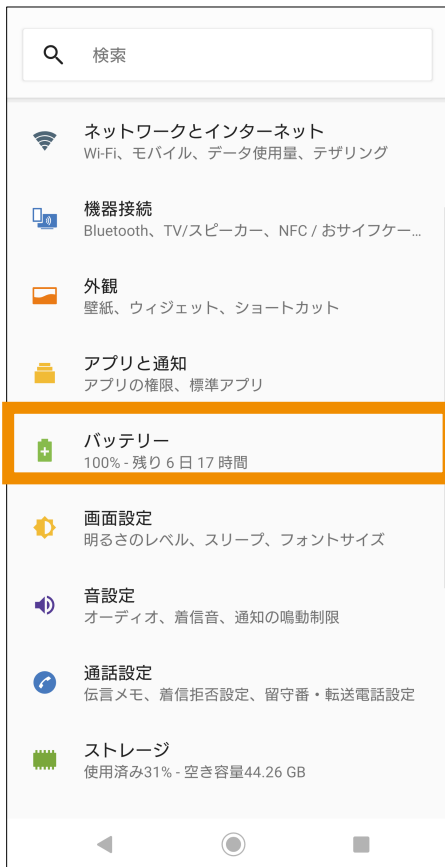 検索
ネットワークとインターネット
Wi-Fi、モバイル、データ使用量、テザリング
機器接続
Bluetooth、TV/スピーカー、NFC / おサイフケー...
外観
壁紙、ウィジェット、ショートカット
アプリと通知
アプリの権限、標準アプリ
バッテリー
100% - 残り 6 日 17 時間
画面設定
明るさのレベル、スリープ、フォントサイズ
音設定
オーディオ、着信音、通知の鳴動制限
通話設定
伝言メモ、着信拒否設定、留守番・転送電話設定
ストレージ
使用済み31% - 空き容量44.26 GB